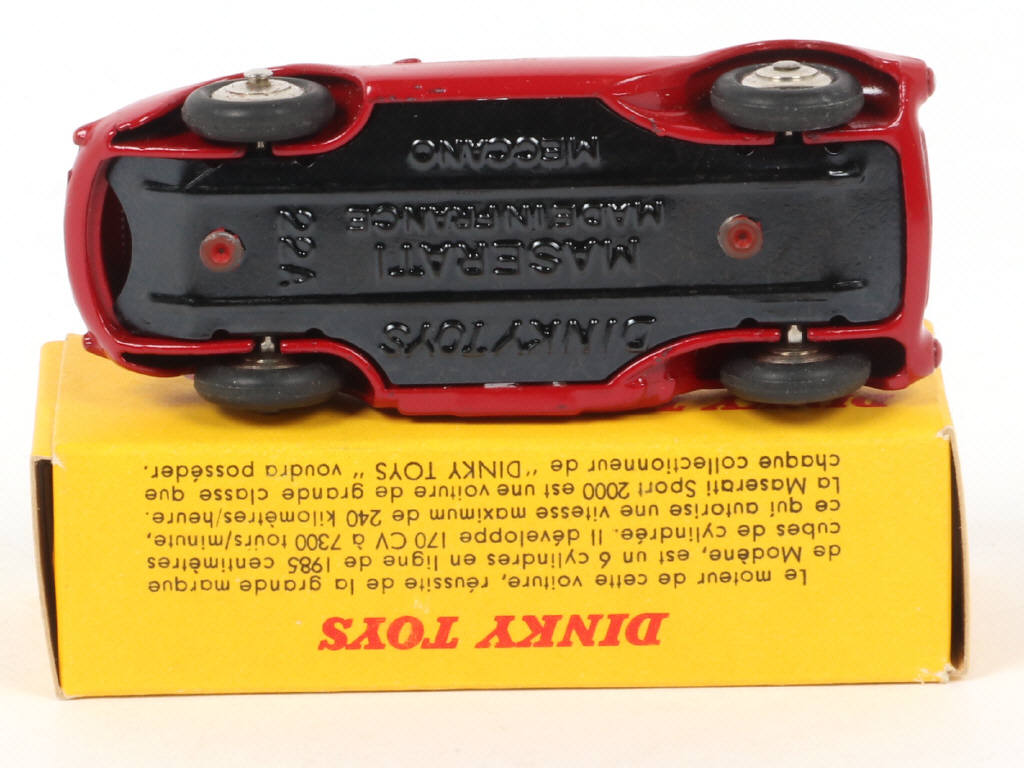 MECCANO
MADE IN FRANCE
MASERATI
22A
DINKY TOYS
DINKY T
DINKY TOYS
Le moteur de cette voiture, réussite de la grande marque
de Modène, est un 6 cylindres en ligne de 1985 centimètres
cubes de cylindrée. Il développe 170 CV à 7300 tours/minute,
ce qui autorise une vitesse maximum de 240 kilomètres/heure.
La Maserati Sport 2000 est une voiture de grande classe que
chaque collectionneur de "DINKY TOYS" voudra posséder.